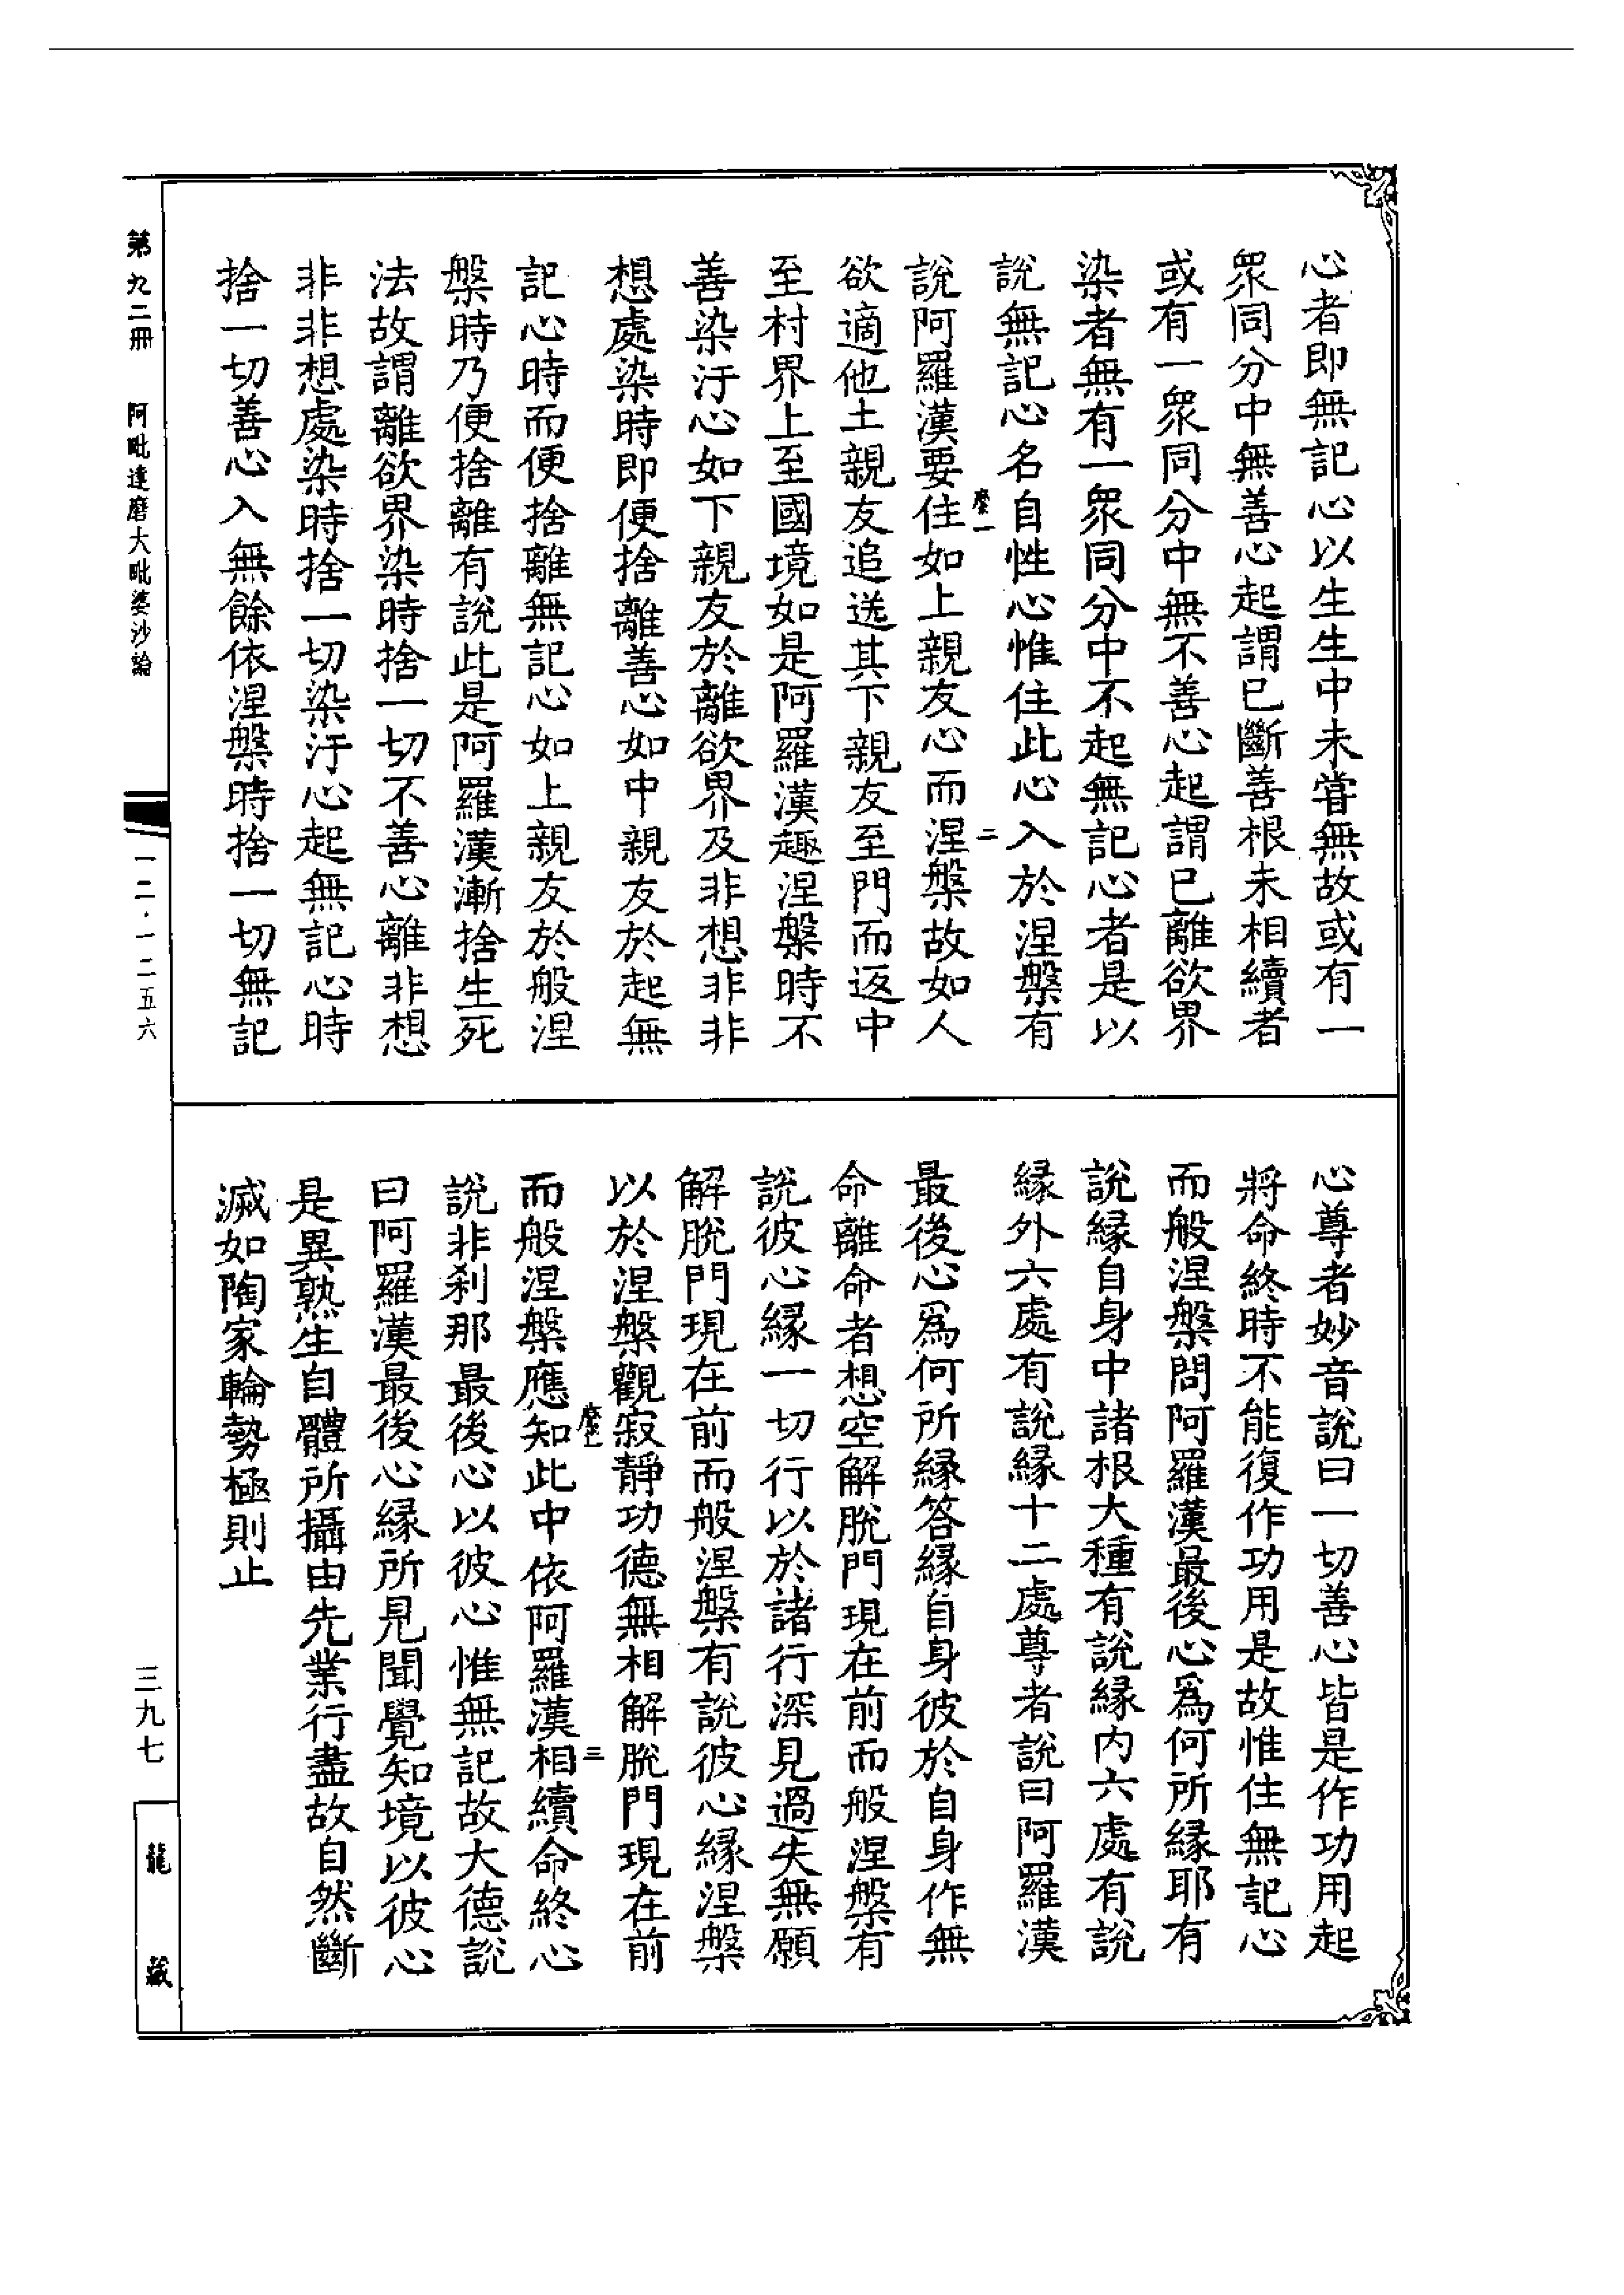 心者即無記心以生生中未嘗無故或有一
眾同分中無善心起謂已斷善根未相續者
或有一眾同分中無不善心起謂已離欲界
染者無有一眾同分中不起無記心者是以
說無記心名自性心惟住此心入於涅槃有
說阿羅漢要住如上親友心而涅槃故如人
欲適他土親友追送其下親友至門而返中
至村界上至國境如是阿羅漢趣涅槃時不
善染汙心如下親友於離欲界及非想非非
想處染時即便捨離善心如中親友於起無
記心時而便捨離無記心如上親友於般涅
槃時乃便捨離有說此是阿羅漢漸捨生死
法故謂離欲界染時捨一切不善心離非想
非非想處染時捨一切染汙心起無記心時
捨一切善心入無餘依涅槃時捨一切無記
心尊者妙音說曰一切善心皆是作功用起
將命終時不能復作功用是故惟住無記心
而般涅槃問阿羅漢最後心為何所緣耶有
說緣自身中諸根大種有說緣內六處有說
緣外六處有說緣十二處尊者說曰阿羅漢
最後心為何所緣答緣自身彼於自身作無
命離命者想空解脫門現在前而般涅槃有
說彼心緣一切行以於諸行深見過失無願
解脫門現在前而般涅槃有說彼心緣涅槃
以於涅槃觀寂靜功德無相解脫門現在前
而般涅槃應知此中依阿羅漢相續命終心
說非剎那最後心以彼心惟無記故大德說
曰阿羅漢最後心緣所見聞覺知境以彼心
是異熟生自體所攝由先業行盡故自然斷
滅如陶家輪勢極則止
第九二冊　阿毗達磨大毗婆沙論
一二·一二五六
三九七
龍藏